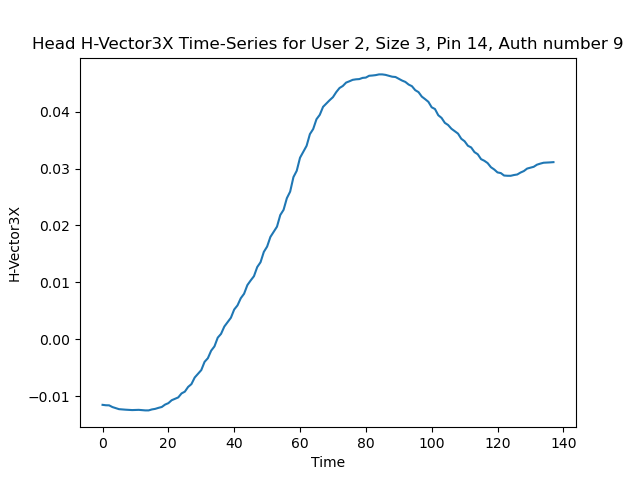 Head H-Vector3X Time-Series for User 2, Size 3, Pin 14, Auth number 9
H-Vector3X
0.04
0.03
0.02
0.01
0.00
−0.01
0 20 40 60 80 100 120 140
Time